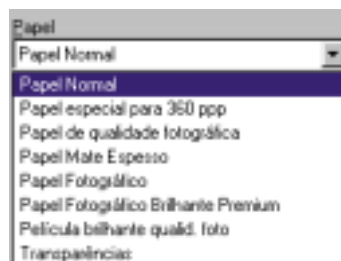 Papel
Papel Normal
Papel Normal
Papel especial para 360 ppp
Papel de qualidade fotográfica
Papel Mate Espesso
Papel Fotográfico
Papel Fotográfico Brilhante Premium
Película brilhante qualid. foto
Transparências